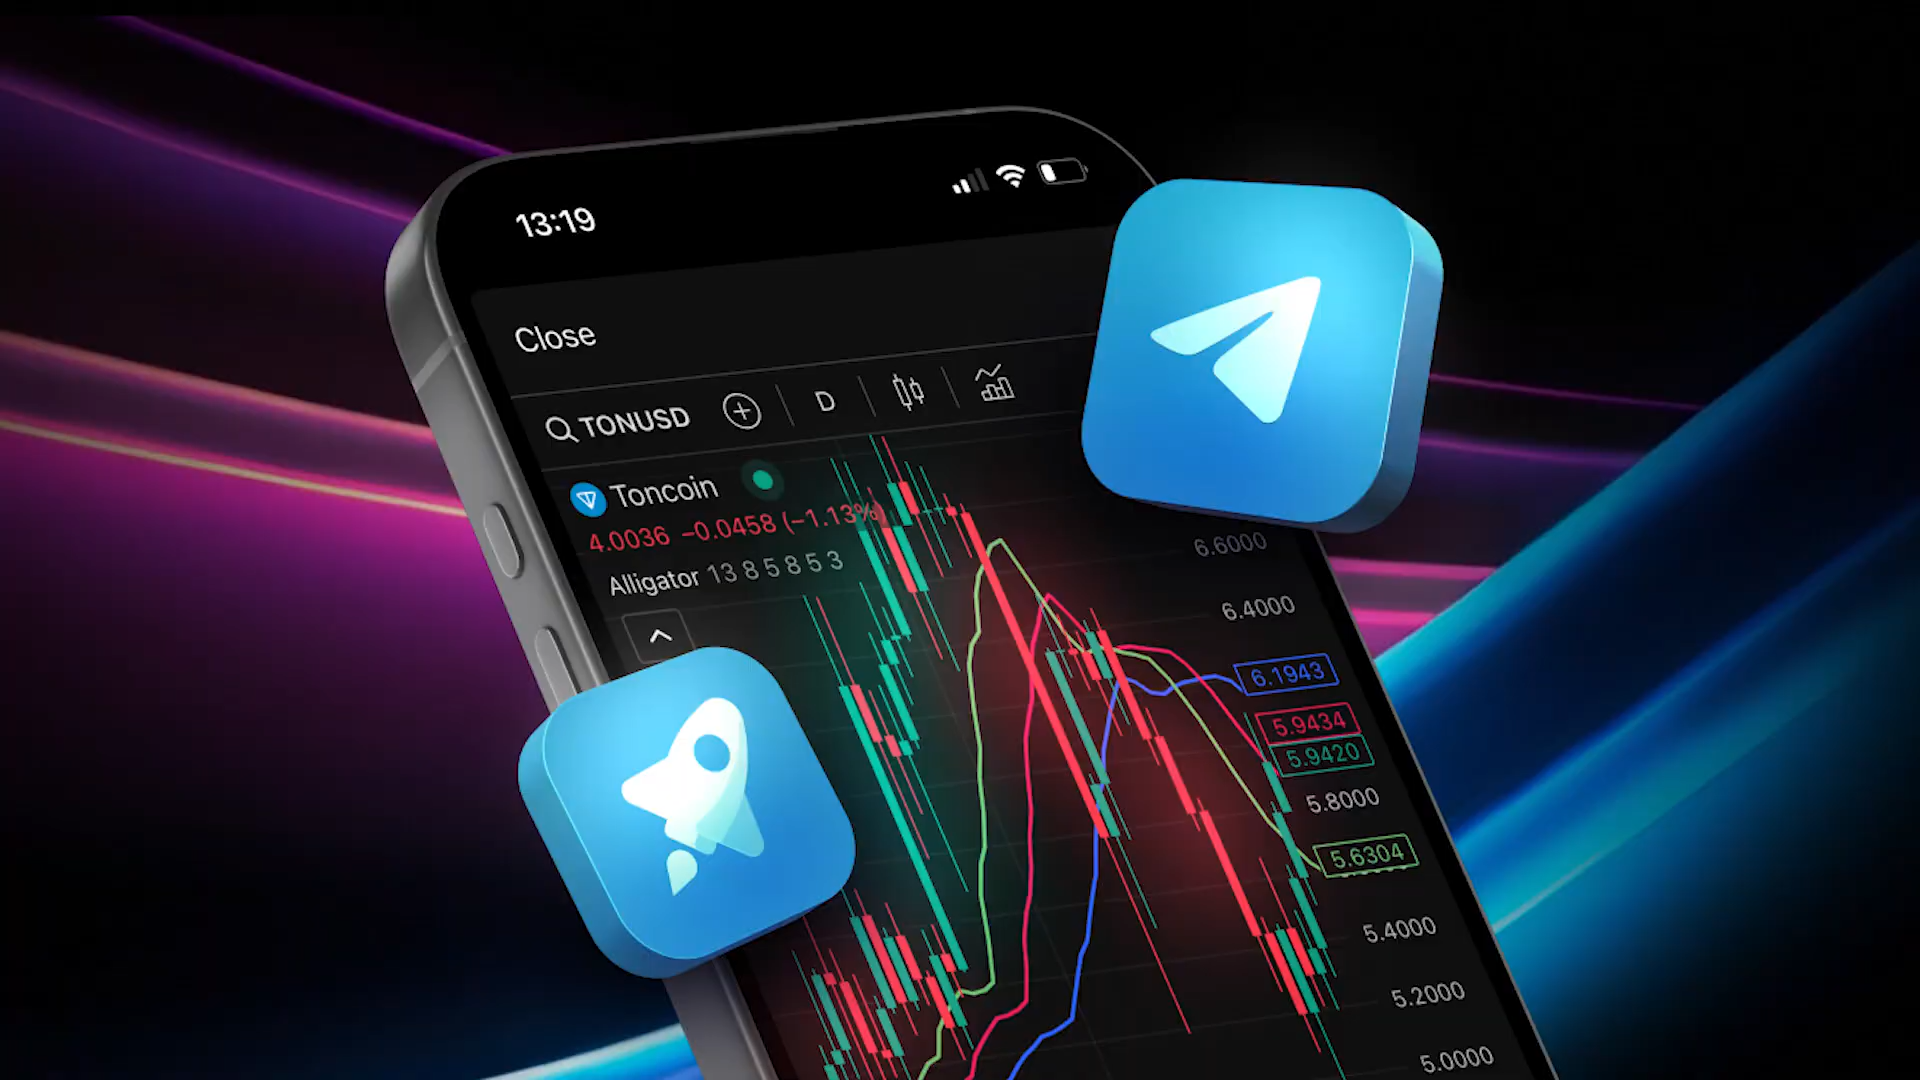 13:19
Close
TONUSD
D
Toncoin
4.0036 −0.0458 (−1.13%)
Alligator 13 8 5 8 5 3
6.6000
6.4000
6.1943
5.9434
5.9420
5.8000
5.6304
5.4000
5.2000
5.0000